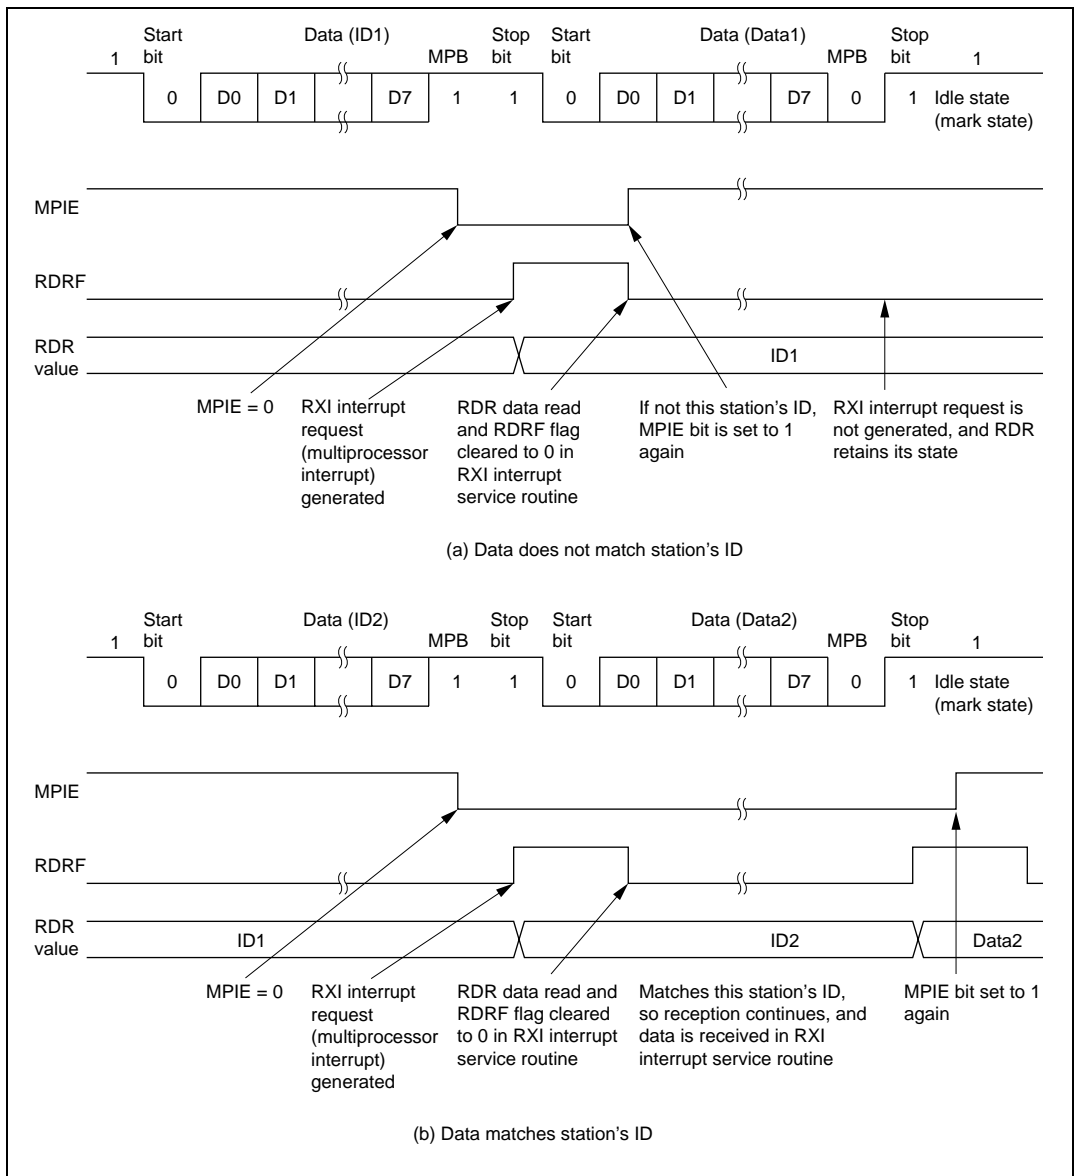 Start bit Data (ID1) MPB Stop bit Start bit Data (Data1) MPB Stop bit
1 1
0 D0 D1 D7 1 1 0 D0 D1 D7 0 1 Idle state
(mark state)
MPIE
RDRF
RDR
value
ID1
MPIE = 0
RXI interrupt
request
(multiprocessor
interrupt)
generated
RDR data read
and RDRF flag
cleared to 0 in
RXI interrupt
service routine
If not this station's ID,
MPIE bit is set to 1
again
RXI interrupt request is
not generated, and RDR
retains its state
(a) Data does not match station's ID
Start bit Data (ID2) MPB Stop bit Start bit Data (Data2) MPB Stop bit
1 1
0 D0 D1 D7 1 1 0 D0 D1 D7 0 1 Idle state
(mark state)
MPIE
RDRF
RDR
value
ID1 ID2 Data2
MPIE = 0
RXI interrupt
request
(multiprocessor
interrupt)
generated
RDR data read and
RDRF flag cleared
to 0 in RXI interrupt
service routine
Matches this station's ID,
so reception continues, and
data is received in RXI
interrupt service routine
MPIE bit set to 1
again
(b) Data matches station's ID